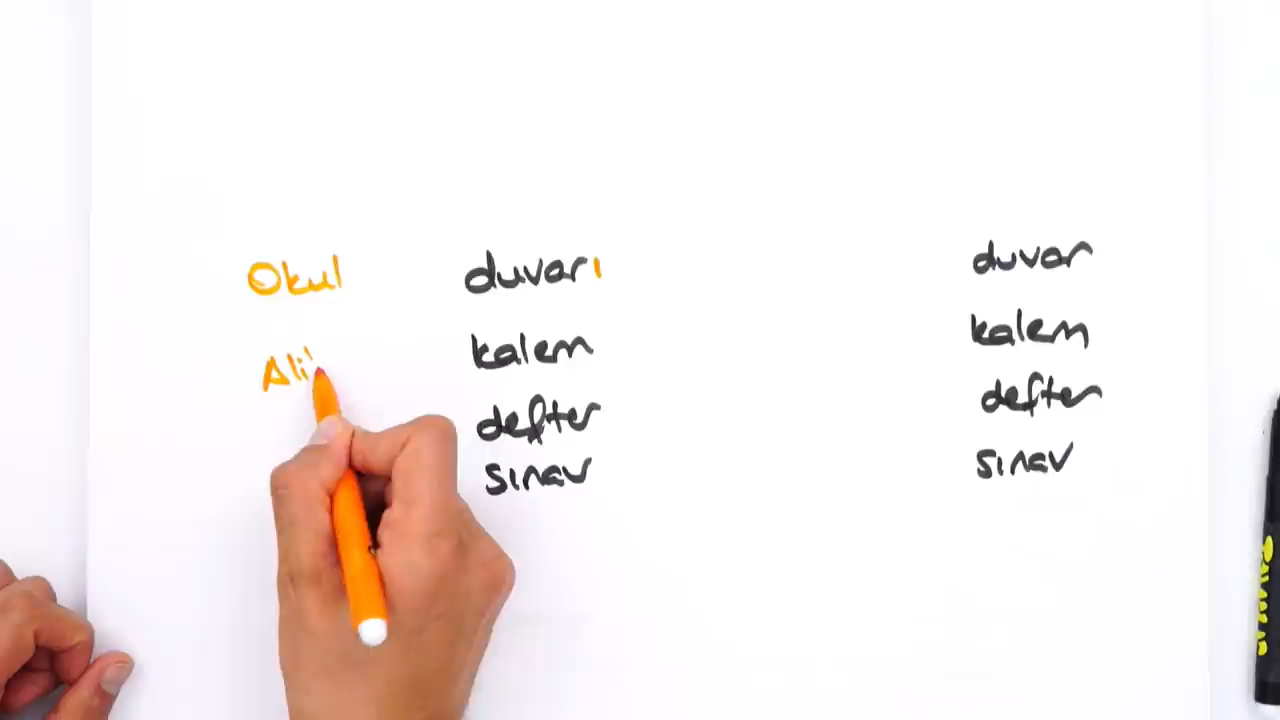 Okul duvarı duvar
Ali' kalem kalem
defter defter
sınav sınav